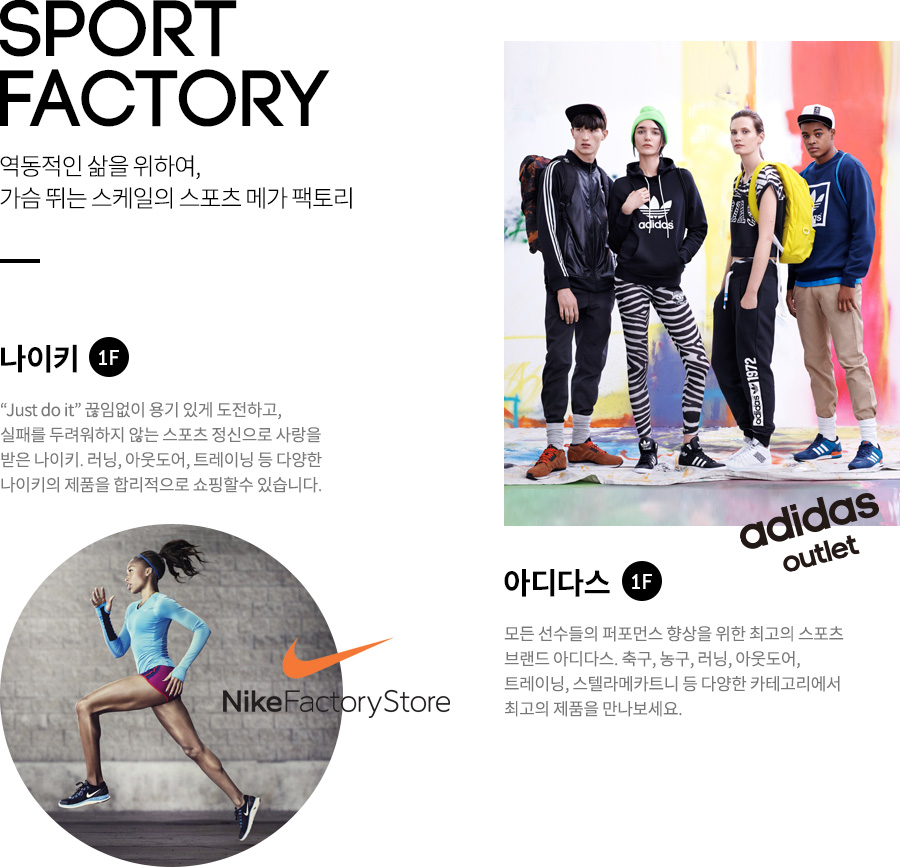 SPORT
FACTORY
역동적인 삶을 위하여,
가슴 뛰는 스케일의 스포츠 메가 팩토리
나이키 1F
“Just do it” 끊임없이 용기 있게 도전하고,
실패를 두려워하지 않는 스포츠 정신으로 사랑을
받은 나이키. 러닝, 아웃도어, 트레이닝 등 다양한
나이키의 제품을 합리적으로 쇼핑할수 있습니다.
NikeFactoryStore
adidas
adidas 1972
adidas
outlet
아디다스 1F
모든 선수들의 퍼포먼스 향상을 위한 최고의 스포츠
브랜드 아디다스. 축구, 농구, 러닝, 아웃도어,
트레이닝, 스텔라메카트니 등 다양한 카테고리에서
최고의 제품을 만나보세요.